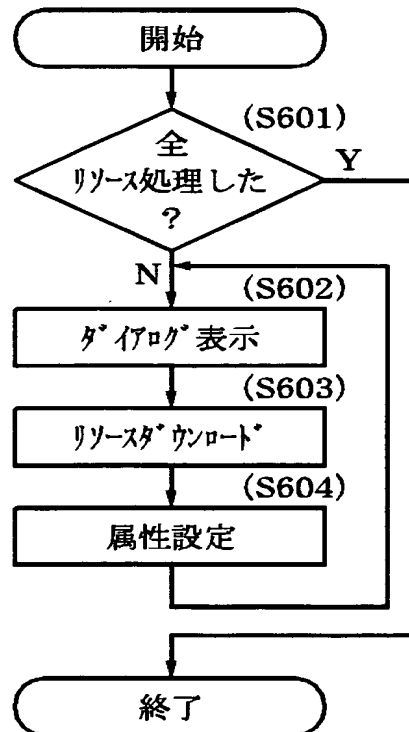 開始
(S601)
全
ﾘｿｰｽ処理した
?
Y
N
(S602)
ﾀﾞｲｱﾛｸﾞ表示
(S603)
ﾘｿｰｽﾀﾞｳﾝﾛｰﾄﾞ
(S604)
属性設定
終了